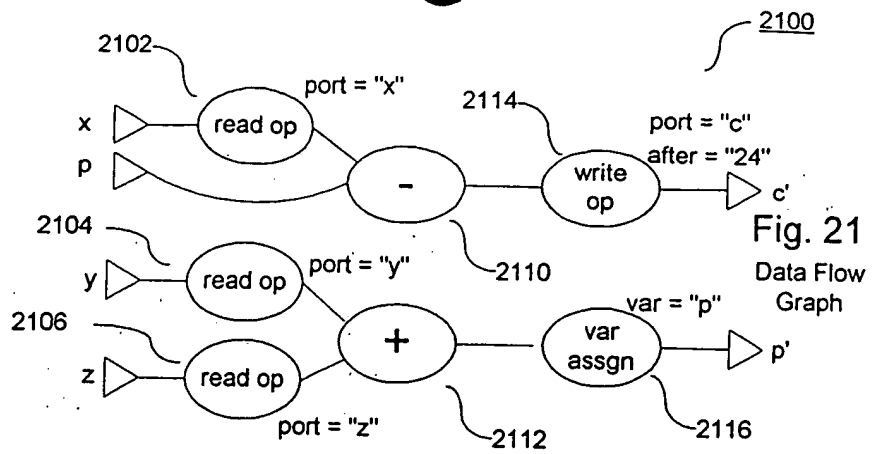 2100
2102
port = "x"
x
read op
2114
port = "c"
p
after = "24"
-
write
op
c'
Fig. 21
Data Flow
Graph
2104
y
read op
port = "y"
2110
2106
+
var = "p"
var
assgn
p'
z
read op
port = "z"
2112
2116